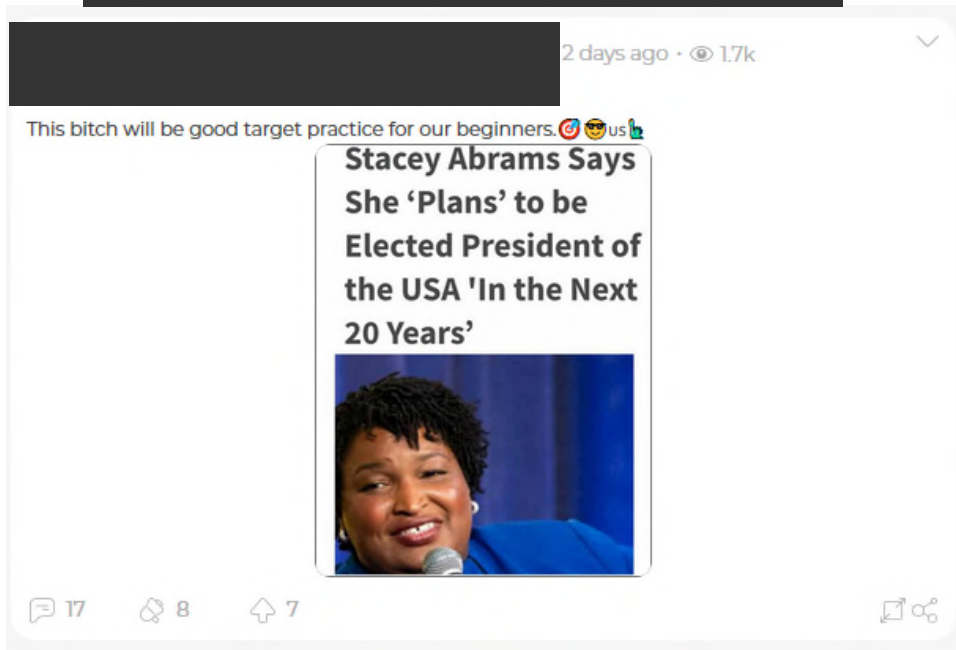 2 days ago · 1.7k
This bitch will be good target practice for our beginners.🎯😎us🗽
Stacey Abrams Says
She ‘Plans’ to be
Elected President of
the USA 'In the Next
20 Years’
17 8 7